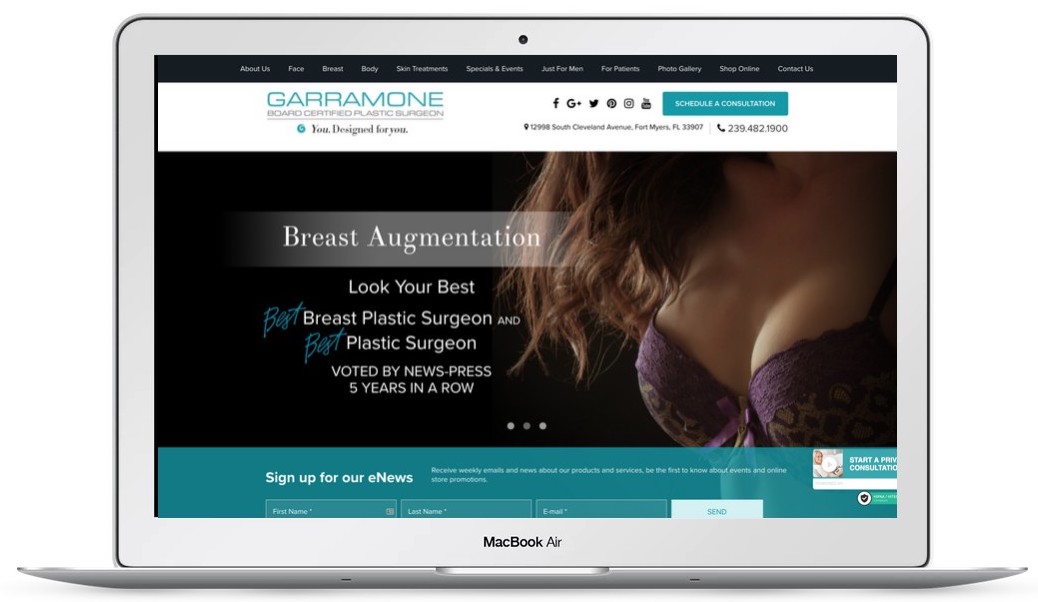 About Us Face Breast Body Skin Treatments Specials & Events Just For Men For Patients Photo Gallery Shop Online Contact Us
GARRAMONE
BOARD CERTIFIED PLASTIC SURGEON
You. Designed for you.
SCHEDULE A CONSULTATION
12998 South Cleveland Avenue, Fort Myers, FL 33907 239.482.1900
Breast Augmentation
Look Your Best
Best Breast Plastic Surgeon AND
Best Plastic Surgeon
VOTED BY NEWS-PRESS
5 YEARS IN A ROW
Sign up for our eNews
Receive weekly emails and news about our products and services, be the first to know about events and online
store promotions.
START A PRIV
CONSULTATIO
First Name * Last Name * E-mail * SEND
MacBook Air